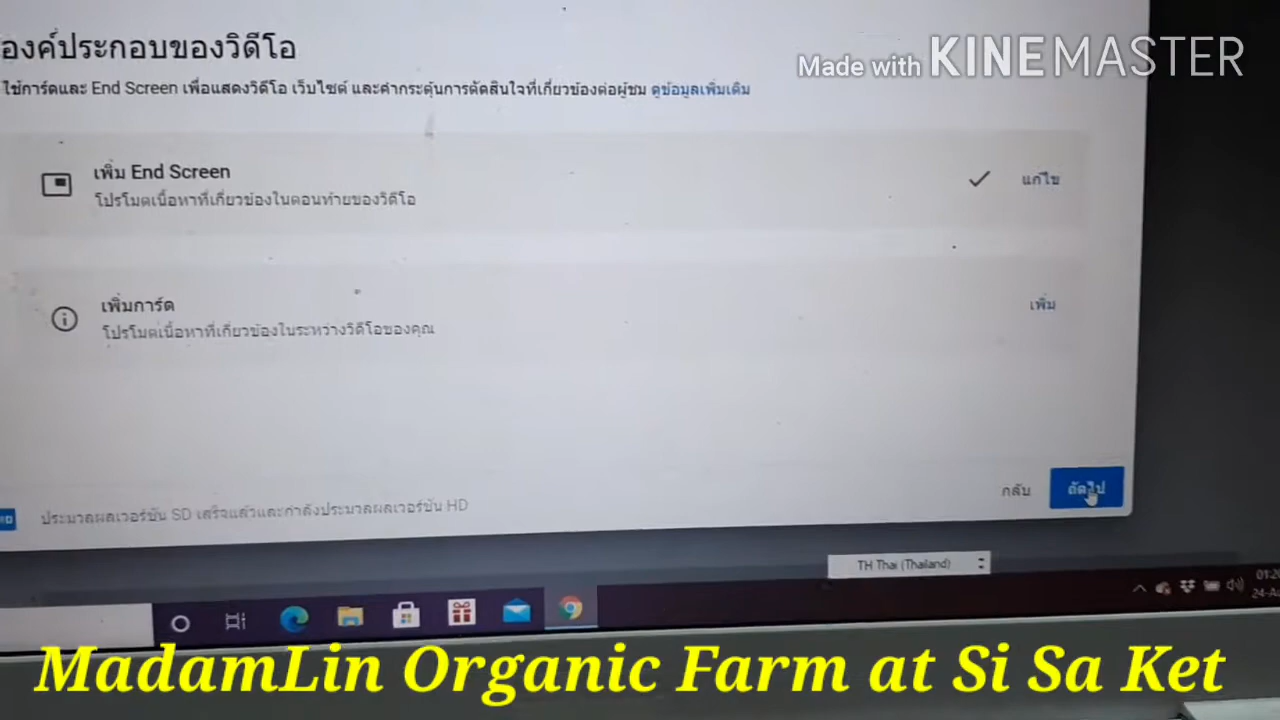 องค์ประกอบของวิดีโอ
Made with KINEMASTER
ใช้การ์ดและ End Screen เพื่อแสดงวิดีโอ เว็บไซต์ และคำกระตุ้นการตัดสินใจที่เกี่ยวข้องต่อผู้ชม ดูข้อมูลเพิ่มเติม
เพิ่ม End Screen
โปรโมตเนื้อหาที่เกี่ยวข้องในตอนท้ายของวิดีโอ
แก้ไข
เพิ่มการ์ด
โปรโมตเนื้อหาที่เกี่ยวข้องในระหว่างวิดีโอของคุณ
เพิ่ม
ประมวลผลเวอร์ชัน SD เสร็จแล้วและกำลังประมวลผลเวอร์ชัน HD
กลับ
ถัดไป
TH Thai (Thailand)
MadamLin Organic Farm at Si Sa Ket